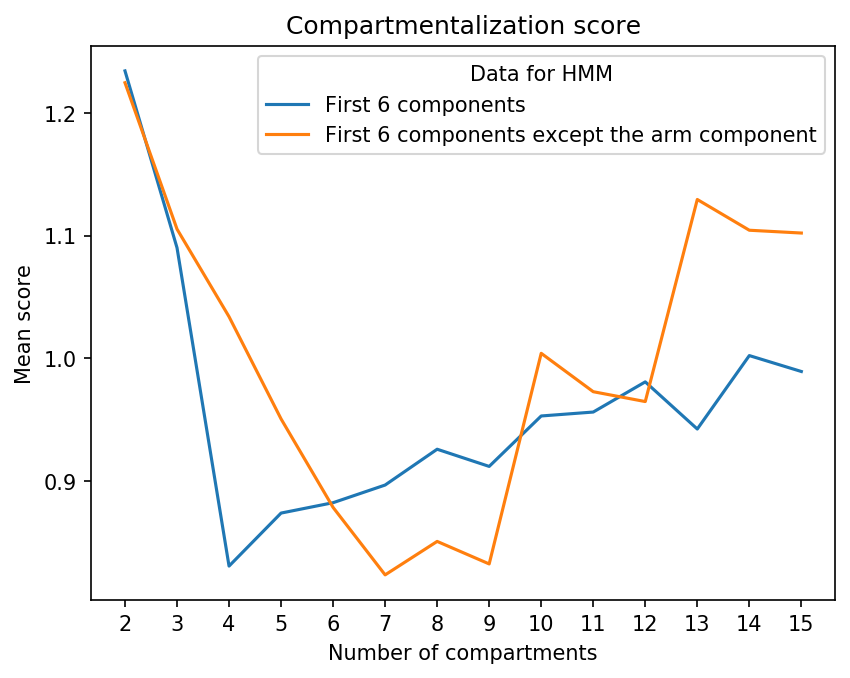 Compartmentalization score
Data for HMM
First 6 components
First 6 components except the arm component
Mean score
1.2
1.1
1.0
0.9
2 3 4 5 6 7 8 9 10 11 12 13 14 15
Number of compartments